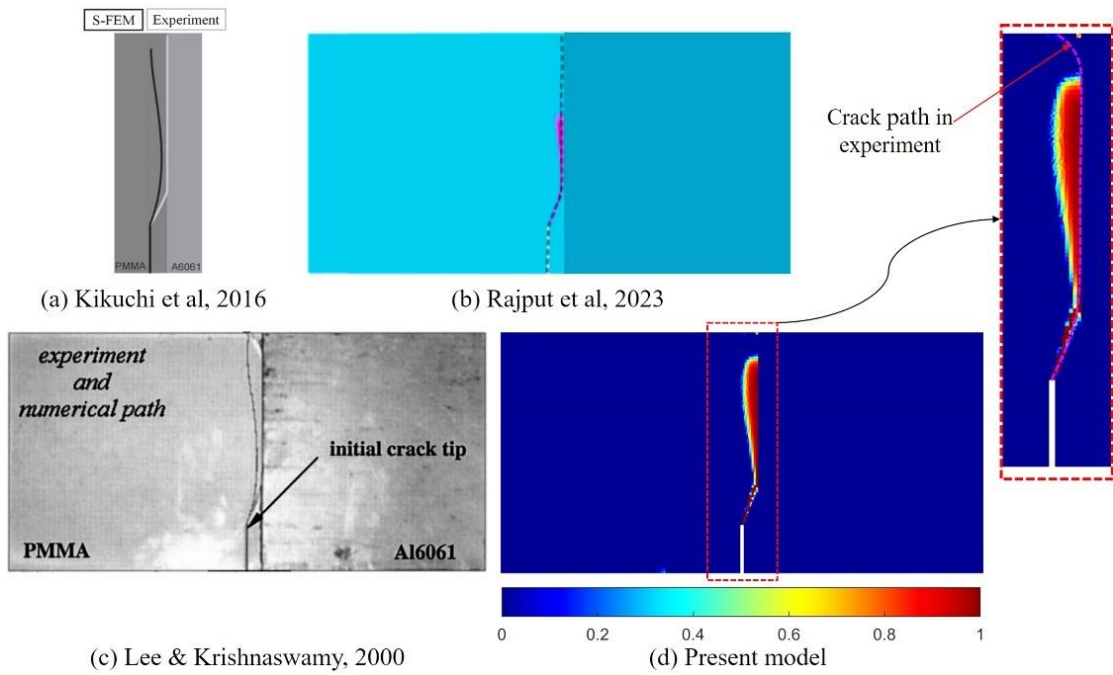 S-FEM
Experiment
PMMA
A6061
(a) Kikuchi et al, 2016
(b) Rajput et al, 2023
Crack path in
experiment
experiment
and
numerical path
initial crack tip
PMMA
Al6061
0
0.2
0.4
0.6
0.8
1
(c) Lee & Krishnaswamy, 2000
(d) Present model